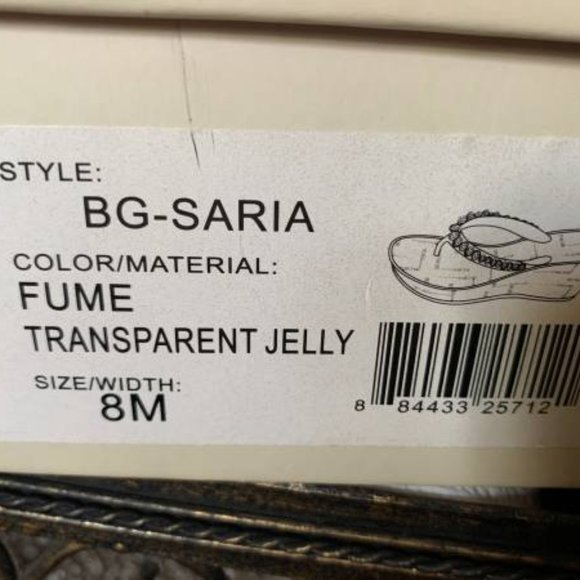 STYLE:
BG-SARIA
COLOR/MATERIAL:
FUME
TRANSPARENT JELLY
SIZE/WIDTH:
8M
8 84433 25712